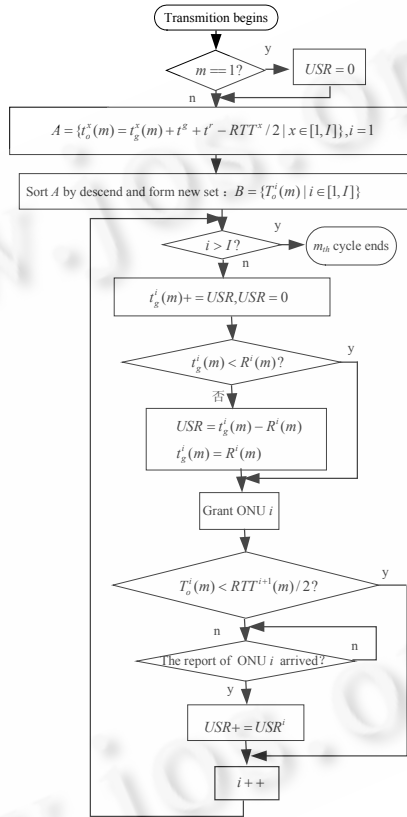 Transmition begins
y
m==1?
USR=0
n
A={t_o^x(m)=t_g^x(m)+t^g+t^r−RTT^x/2|x∈[1,I]},i=1
Sort A by descend and form new set：B={T_o^i(m)|i∈[1,I]}
y
i>I?
m_th cycle ends
n
t_g^i(m)+=USR,USR=0
y
t_g^i(m)<R^i(m)?
否
USR=t_g^i(m)−R^i(m)
t_g^i(m)=R^i(m)
Grant ONU i
y
T_o^i(m)<RTT^{i+1}(m)/2?
n
n
The report of ONU i arrived?
y
USR+=USR^i
i++